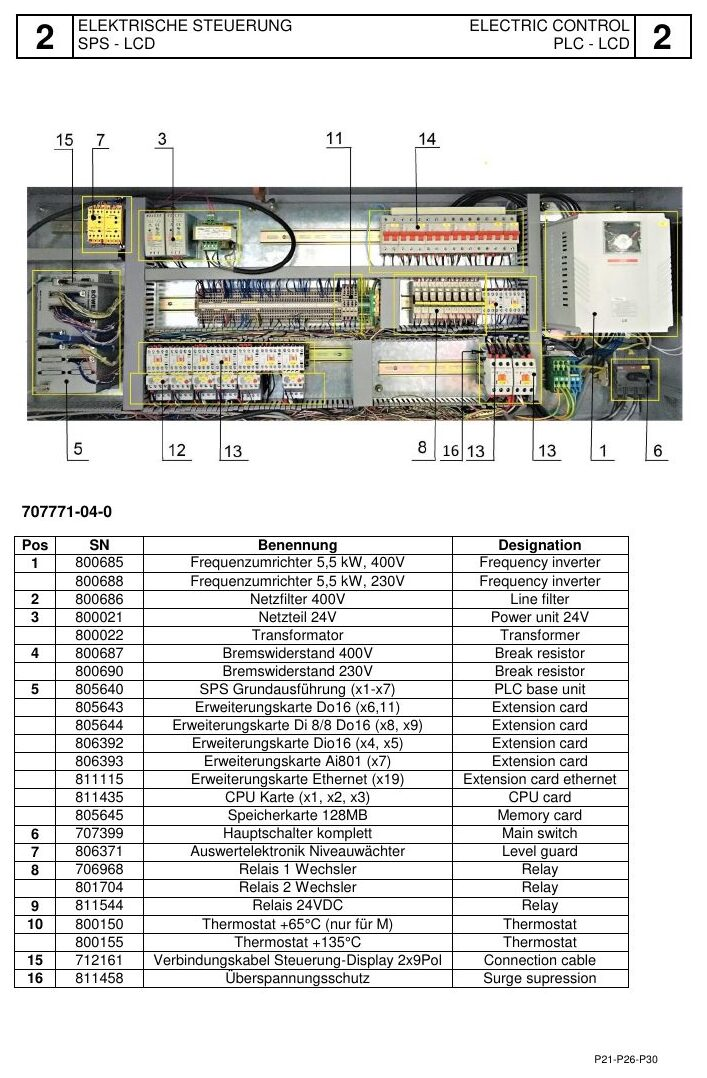 2
ELEKTRISCHE STEUERUNG
SPS - LCD
ELECTRIC CONTROL
PLC - LCD
2
15 7 3 11 14
5 12 13 8 16 13 13 1 6
707771-04-0
Pos SN Benennung Designation
1 800685 Frequenzumrichter 5,5 kW, 400V Frequency inverter
800688 Frequenzumrichter 5,5 kW, 230V Frequency inverter
2 800686 Netzfilter 400V Line filter
3 800021 Netzteil 24V Power unit 24V
800022 Transformator Transformer
4 800687 Bremswiderstand 400V Break resistor
800690 Bremswiderstand 230V Break resistor
5 805640 SPS Grundausführung (x1-x7) PLC base unit
805643 Erweiterungskarte Do16 (x6,11) Extension card
805644 Erweiterungskarte Di 8/8 Do16 (x8, x9) Extension card
806392 Erweiterungskarte Dio16 (x4, x5) Extension card
806393 Erweiterungskarte Ai801 (x7) Extension card
811115 Erweiterungskarte Ethernet (x19) Extension card ethernet
811435 CPU Karte (x1, x2, x3) CPU card
805645 Speicherkarte 128MB Memory card
6 707399 Hauptschalter komplett Main switch
7 806371 Auswertelektronik Niveauwächter Level guard
8 706968 Relais 1 Wechsler Relay
801704 Relais 2 Wechsler Relay
9 811544 Relais 24VDC Relay
10 800150 Thermostat +65°C (nur für M) Thermostat
800155 Thermostat +135°C Thermostat
15 712161 Verbindungskabel Steuerung-Display 2x9Pol Connection cable
16 811458 Überspannungsschutz Surge supression
P21-P26-P30